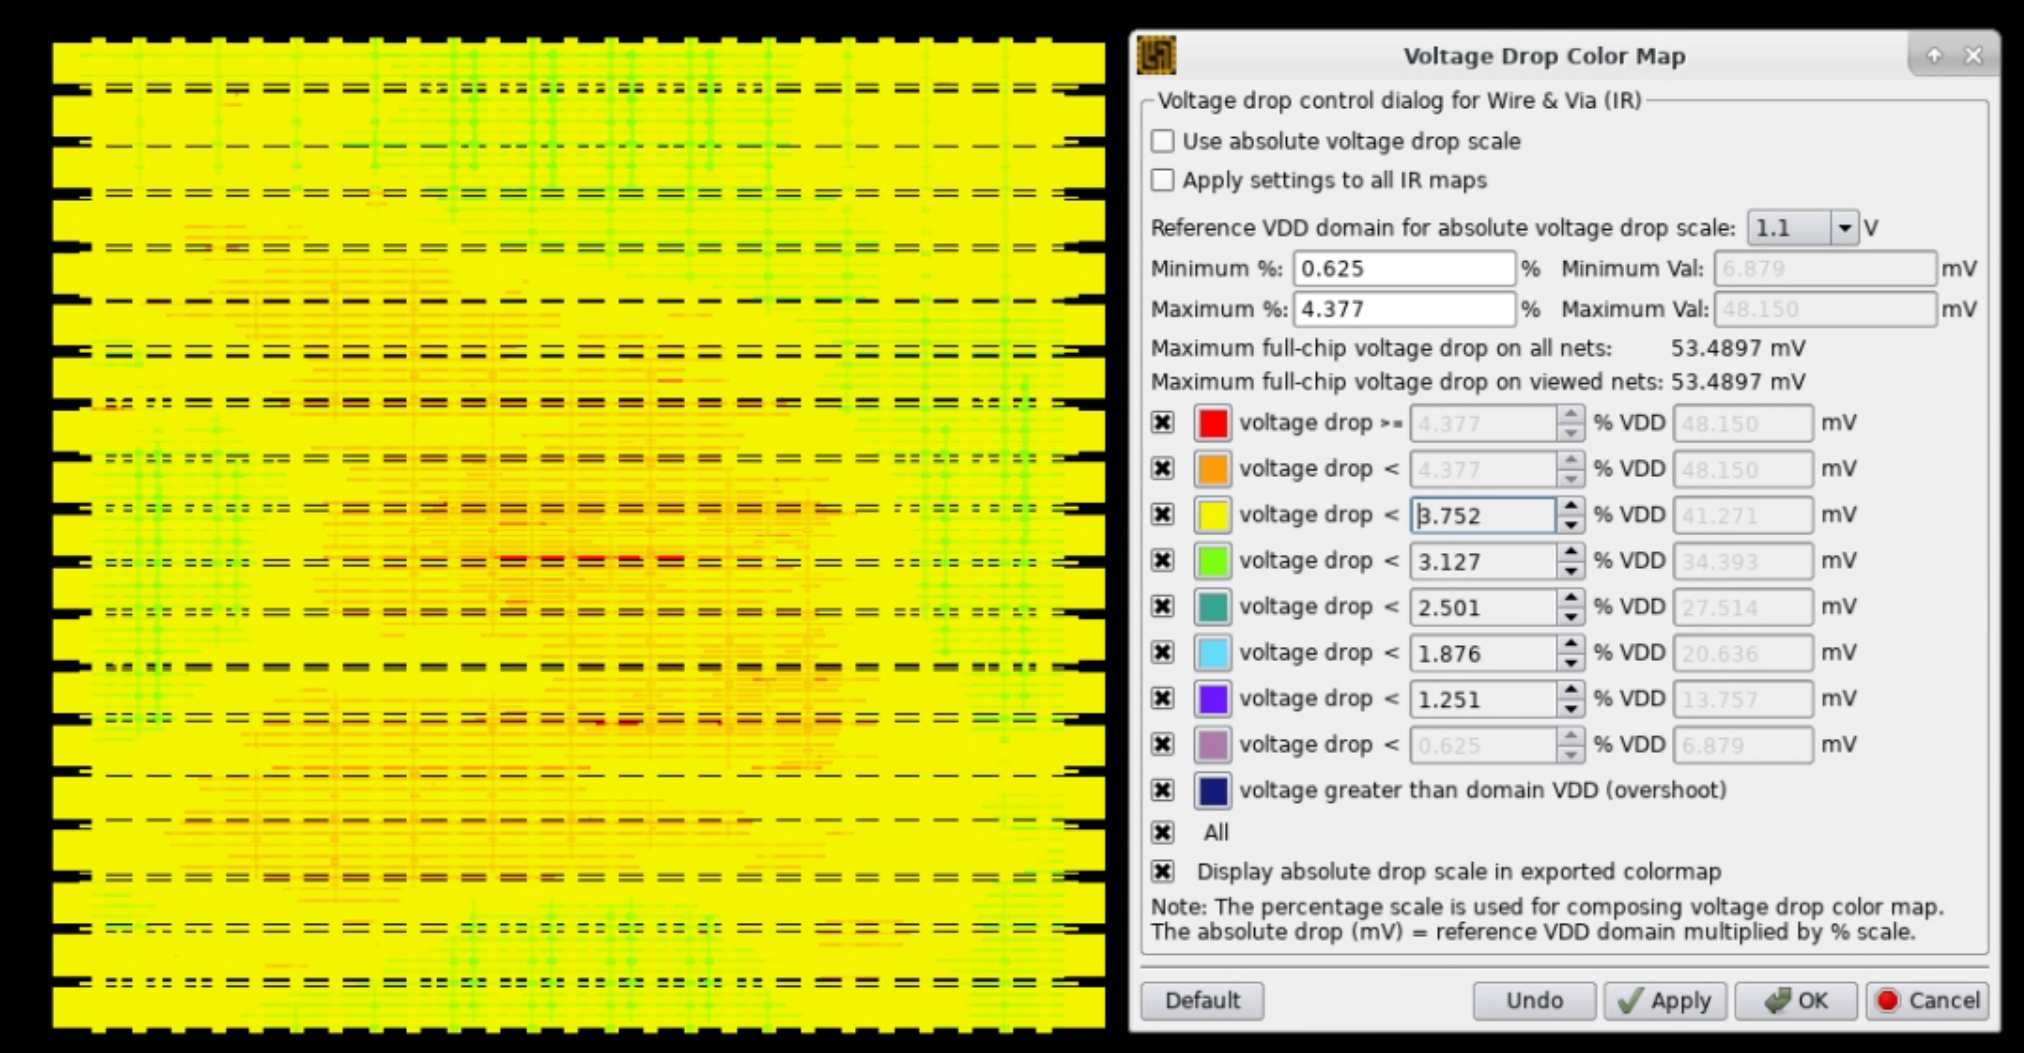 Voltage Drop Color Map
Voltage drop control dialog for Wire & Via (IR)
Use absolute voltage drop scale
Apply settings to all IR maps
Reference VDD domain for absolute voltage drop scale: 1.1 V
Minimum %: 0.625 % Minimum Val: 6.879 mV
Maximum %: 4.377 % Maximum Val: 48.150 mV
Maximum full-chip voltage drop on all nets: 53.4897 mV
Maximum full-chip voltage drop on viewed nets: 53.4897 mV
voltage drop >= 4.377 % VDD 48.150 mV
voltage drop < 4.377 % VDD 48.150 mV
voltage drop < 3.752 % VDD 41.271 mV
voltage drop < 3.127 % VDD 34.393 mV
voltage drop < 2.501 % VDD 27.514 mV
voltage drop < 1.876 % VDD 20.636 mV
voltage drop < 1.251 % VDD 13.757 mV
voltage drop < 0.625 % VDD 6.879 mV
voltage greater than domain VDD (overshoot)
All
Display absolute drop scale in exported colormap
Note: The percentage scale is used for composing voltage drop color map.
The absolute drop (mV) = reference VDD domain multiplied by % scale.
Default Undo Apply OK Cancel